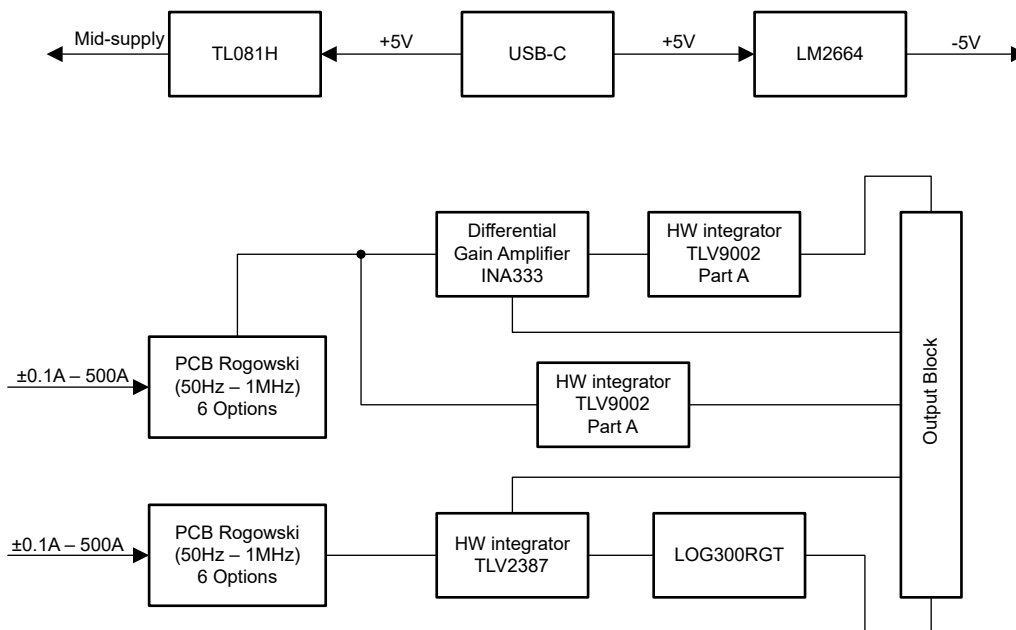 Mid-supply
TL081H
+5V
USB-C
+5V
LM2664
-5V
Differential
Gain Amplifier
INA333
HW integrator
TLV9002
Part A
±0.1A – 500A
PCB Rogowski
(50Hz – 1MHz)
6 Options
HW integrator
TLV9002
Part A
Output Block
±0.1A – 500A
PCB Rogowski
(50Hz – 1MHz)
6 Options
HW integrator
TLV2387
LOG300RGT